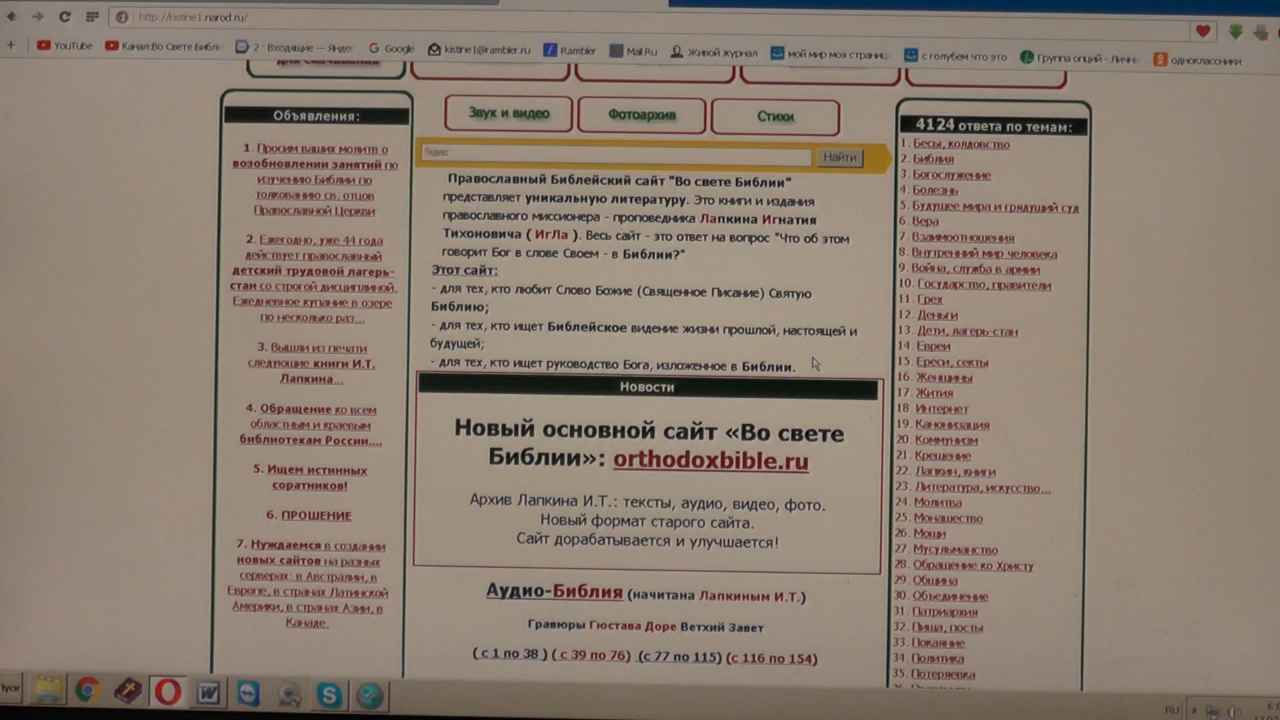 http://kistine1.narod.ru/
YouTube
Канал:Во Свете Библ
2 · Входящие — Янде
Google
kistine1@rambler.ru
Rambler
Mail.Ru
Живой журнал
мой мир моя страниц
с голубем что это
Группа опций - Личн
одноклассники
для скачивания
Звук и видео
Фотоархив
Стихи
Яндекс
Найти
Объявления:
1. Просим ваших молитв о
возобновлении занятий по
изучению Библии по
толкованию св. отцов
Православной Церкви
2. Ежегодно, уже 44 года
действует православный
детский трудовой лагерь-
стан со строгой дисциплиной.
Ежедневное купание в озере
по несколько раз...
3. Вышли из печати
следующие книги И.Т.
Лапкина...
4. Обращение ко всем
областным и краевым
библиотекам России....
5. Ищем истинных
соратников!
6. ПРОШЕНИЕ
7. Нуждаемся в создании
новых сайтов на разных
серверах: в Австралии, в
Европе, в странах Латинской
Америки, в странах Азии, в
Канаде.
Православный Библейский сайт "Во свете Библии"
представляет уникальную литературу. Это книги и издания
православного миссионера - проповедника Лапкина Игнатия
Тихоновича ( ИгЛа ). Весь сайт - это ответ на вопрос "Что об этом
говорит Бог в слове Своем - в Библии?"
Этот сайт:
- для тех, кто любит Слово Божие (Священное Писание) Святую
Библию;
- для тех, кто ищет Библейское видение жизни прошлой, настоящей и
будущей;
- для тех, кто ищет руководство Бога, изложенное в Библии.
Новости
Новый основной сайт «Во свете
Библии»: orthodoxbible.ru
Архив Лапкина И.Т.: тексты, аудио, видео, фото.
Новый формат старого сайта.
Сайт дорабатывается и улучшается!
Аудио-Библия (начитана Лапкиным И.Т.)
Гравюры Гюстава Доре Ветхий Завет
( с 1 по 38 ) ( с 39 по 76) (с 77 по 115) (с 116 по 154)
4124 ответа по темам:
1. Бесы, колдовство
2. Библия
3. Богослужение
4. Болезнь
5. Будущее мира и грядущий суд
6. Вера
7. Взаимоотношения
8. Внутренний мир человека
9. Война, служба в армии
10. Государство, правители
11. Грех
12. Деньги
13. Дети, лагерь-стан
14. Евреи
15. Ереси, секты
16. Женщины
17. Жития
18. Интернет
19. Канонизация
20. Коммунизм
21. Крещение
22. Лапкин, книги
23. Литература, искусство...
24. Молитва
25. Монашество
26. Мощи
27. Мусульманство
28. Обращение ко Христу
29. Община
30. Объединение
31. Патриархия
32. Пища, посты
33. Покаяние
34. Политика
35. Потеряевка
Пуск
RU